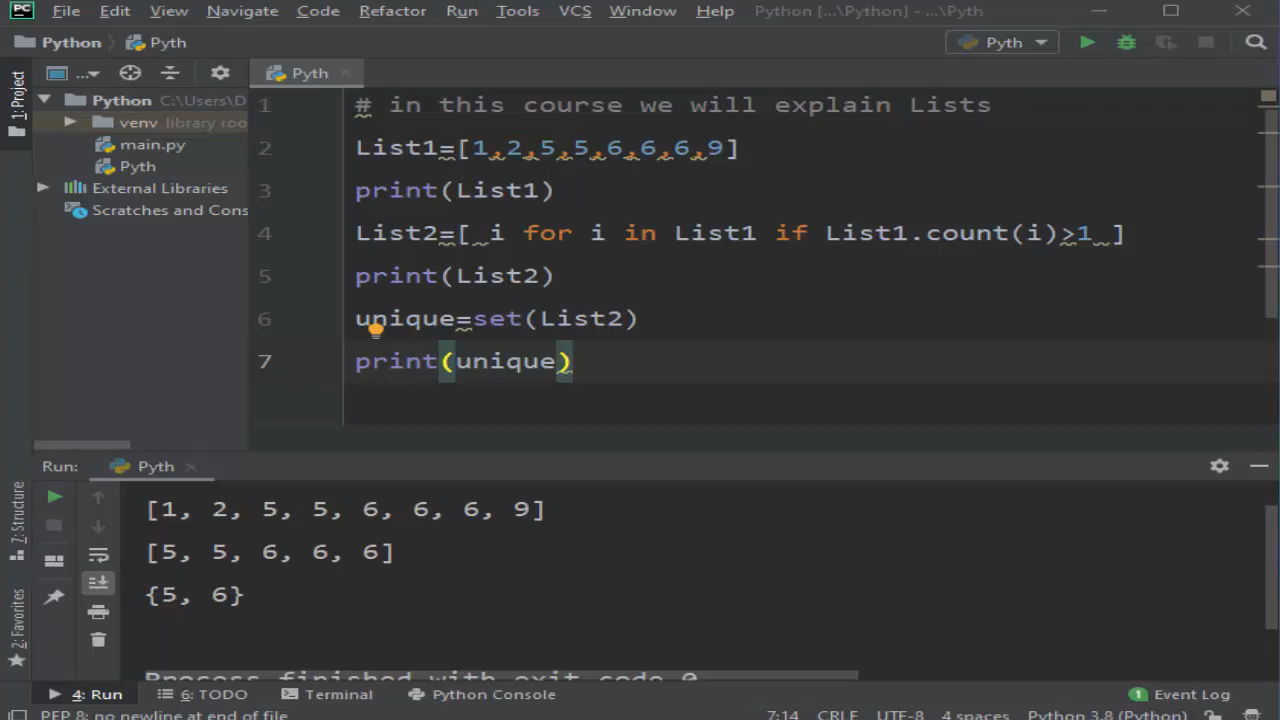 PC File Edit View Navigate Code Refactor Run Tools VCS Window Help Python [...\Python] - ...\Pyth
Python Pyth Pyth
1: Project
... Pyth
Python C:\Users\D
venv library roo
main.py
Pyth
External Libraries
Scratches and Cons
1 # in this course we will explain Lists
2 List1=[1,2,5,5,6,6,6,9]
3 print(List1)
4 List2=[ i for i in List1 if List1.count(i)>1 ]
5 print(List2)
6 unique=set(List2)
7 print(unique)
Run: Pyth
[1, 2, 5, 5, 6, 6, 6, 9]
[5, 5, 6, 6, 6]
{5, 6}
Process finished with exit code 0
7: Structure
2: Favorites
4: Run 6: TODO Terminal Python Console 1 Event Log
PEP 8: no newline at end of file 7:14 CRLF UTF-8 4 spaces Python 3.8 (Python)